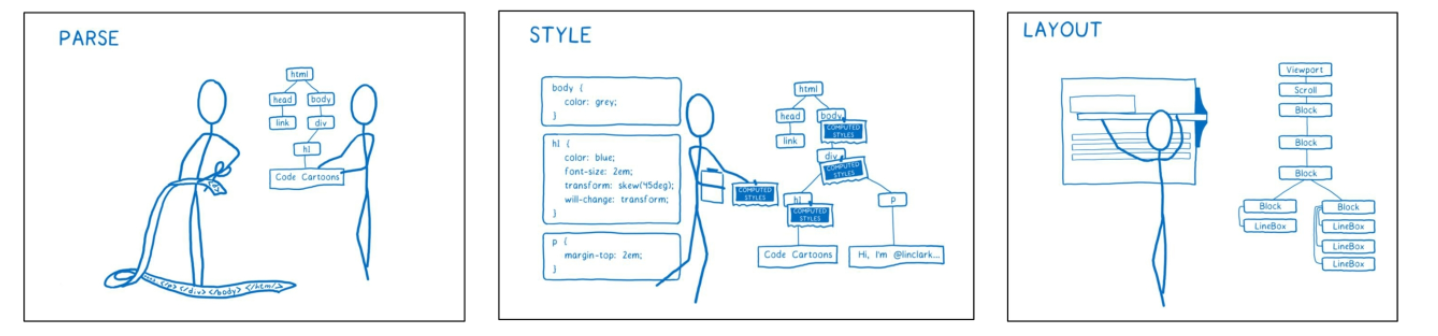 PARSE
html
head
body
link
div
h1
Code Cartoons
<p></div></body></html>
STYLE
body {
color: grey;
}
h1 {
color: blue;
font-size: 2em;
transform: skew(45deg);
will-change: transform;
}
p {
margin-top: 2em;
}
COMPUTED
STYLES
html
head
body
COMPUTED
STYLES
link
div
COMPUTED
STYLES
h1
COMPUTED
STYLES
p
Code Cartoons
Hi, I'm @linclark...
LAYOUT
Viewport
Scroll
Block
Block
Block
Block
LineBox
Block
LineBox
LineBox
LineBox